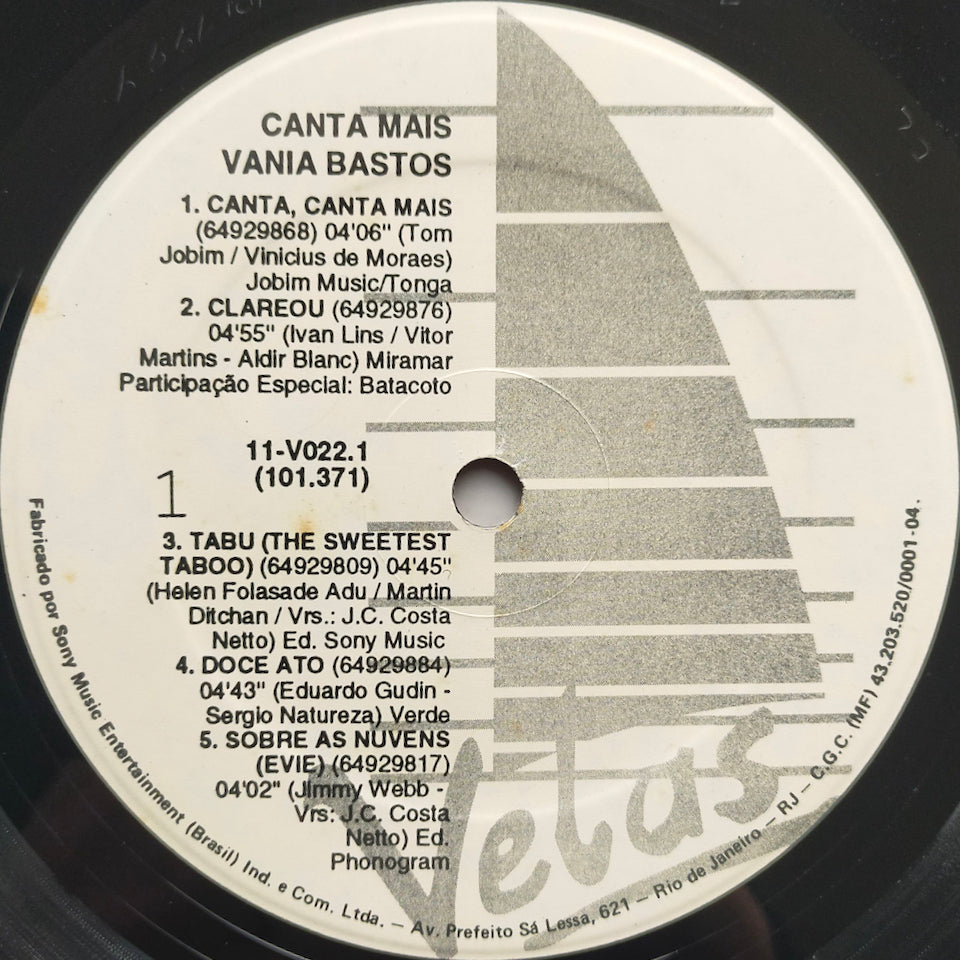 CANTA MAIS
VANIA BASTOS
1. CANTA, CANTA MAIS
(64929868) 04'06" (Tom
Jobim / Vinicius de Moraes)
Jobim Music/Tonga
2. CLAREOU (64929876)
04'55" (Ivan Lins / Vitor
Martins - Aldir Blanc) Miramar
Participação Especial: Batacoto
11-V022.1
(101.371)
1
3. TABU (THE SWEETEST
TABOO) (64929809) 04'45"
(Helen Folasade Adu / Martin
Ditchan / Vrs.: J.C. Costa
Netto) Ed. Sony Music
4. DOCE ATO (64929884)
04'43" (Eduardo Gudin -
Sergio Natureza) Verde
5. SOBRE AS NUVENS
(EVIE) (64929817)
04'02" (Jimmy Webb -
Vrs: J.C. Costa
Netto) Ed.
Phonogram
Velas
Fabricado por Sony Music Entertainment (Brasil) Ind. e Com. Ltda. – Av. Prefeito Sá Lessa, 621 – Rio de Janeiro – RJ – C.G.C. (MF) 43.203.520/0001-04.